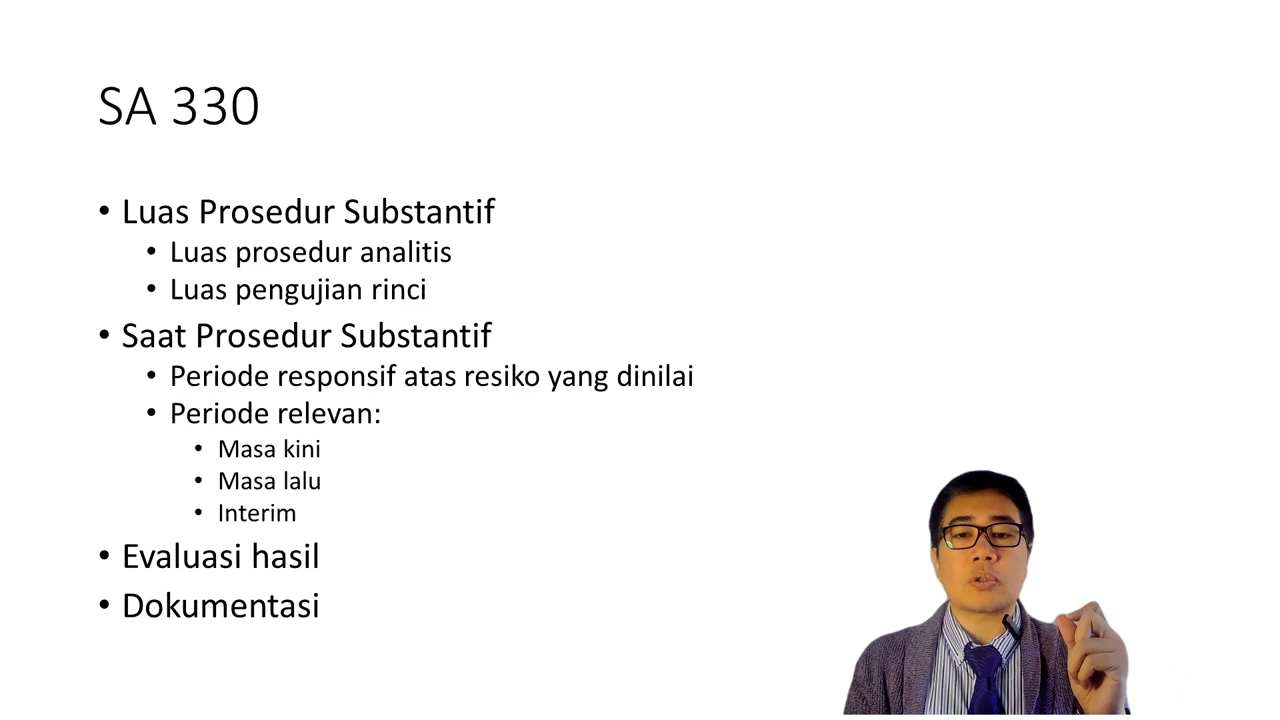 SA 330
• Luas Prosedur Substantif
• Luas prosedur analitis
• Luas pengujian rinci
• Saat Prosedur Substantif
• Periode responsif atas resiko yang dinilai
• Periode relevan:
• Masa kini
• Masa lalu
• Interim
• Evaluasi hasil
• Dokumentasi